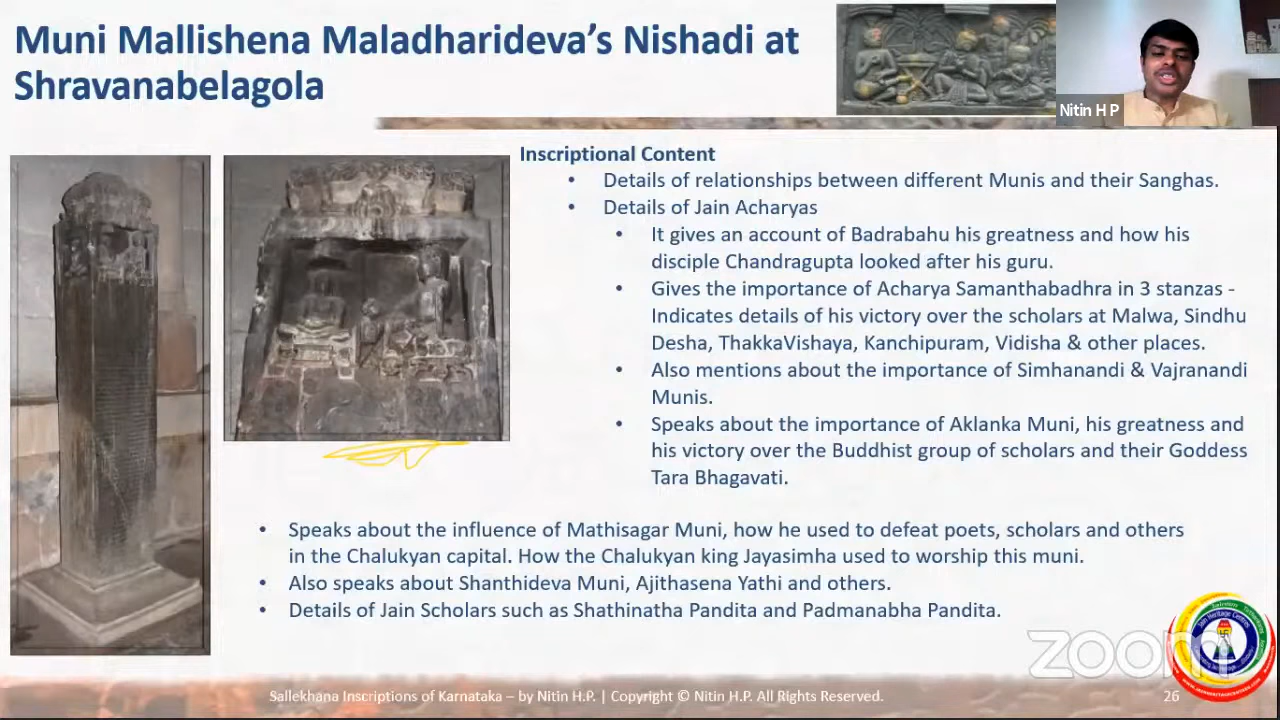 Muni Mallishena Maladharideva’s Nishadi at
Shravanabelagola
Nitin H P
Inscriptional Content
• Details of relationships between different Munis and their Sanghas.
• Details of Jain Acharyas
• It gives an account of Badrabahu his greatness and how his
disciple Chandragupta looked after his guru.
• Gives the importance of Acharya Samanthabadhra in 3 stanzas -
Indicates details of his victory over the scholars at Malwa, Sindhu
Desha, ThakkaVishaya, Kanchipuram, Vidisha & other places.
• Also mentions about the importance of Simhanandi & Vajranandi
Munis.
• Speaks about the importance of Aklanka Muni, his greatness and
his victory over the Buddhist group of scholars and their Goddess
Tara Bhagavati.
• Speaks about the influence of Mathisagar Muni, how he used to defeat poets, scholars and others
in the Chalukyan capital. How the Chalukyan king Jayasimha used to worship this muni.
• Also speaks about Shanthideva Muni, Ajithasena Yathi and others.
• Details of Jain Scholars such as Shathinatha Pandita and Padmanabha Pandita.
zoom
Jain Heritage Centres
Sallekhana Inscriptions of Karnataka – by Nitin H.P. | Copyright © Nitin H.P. All Rights Reserved.
26